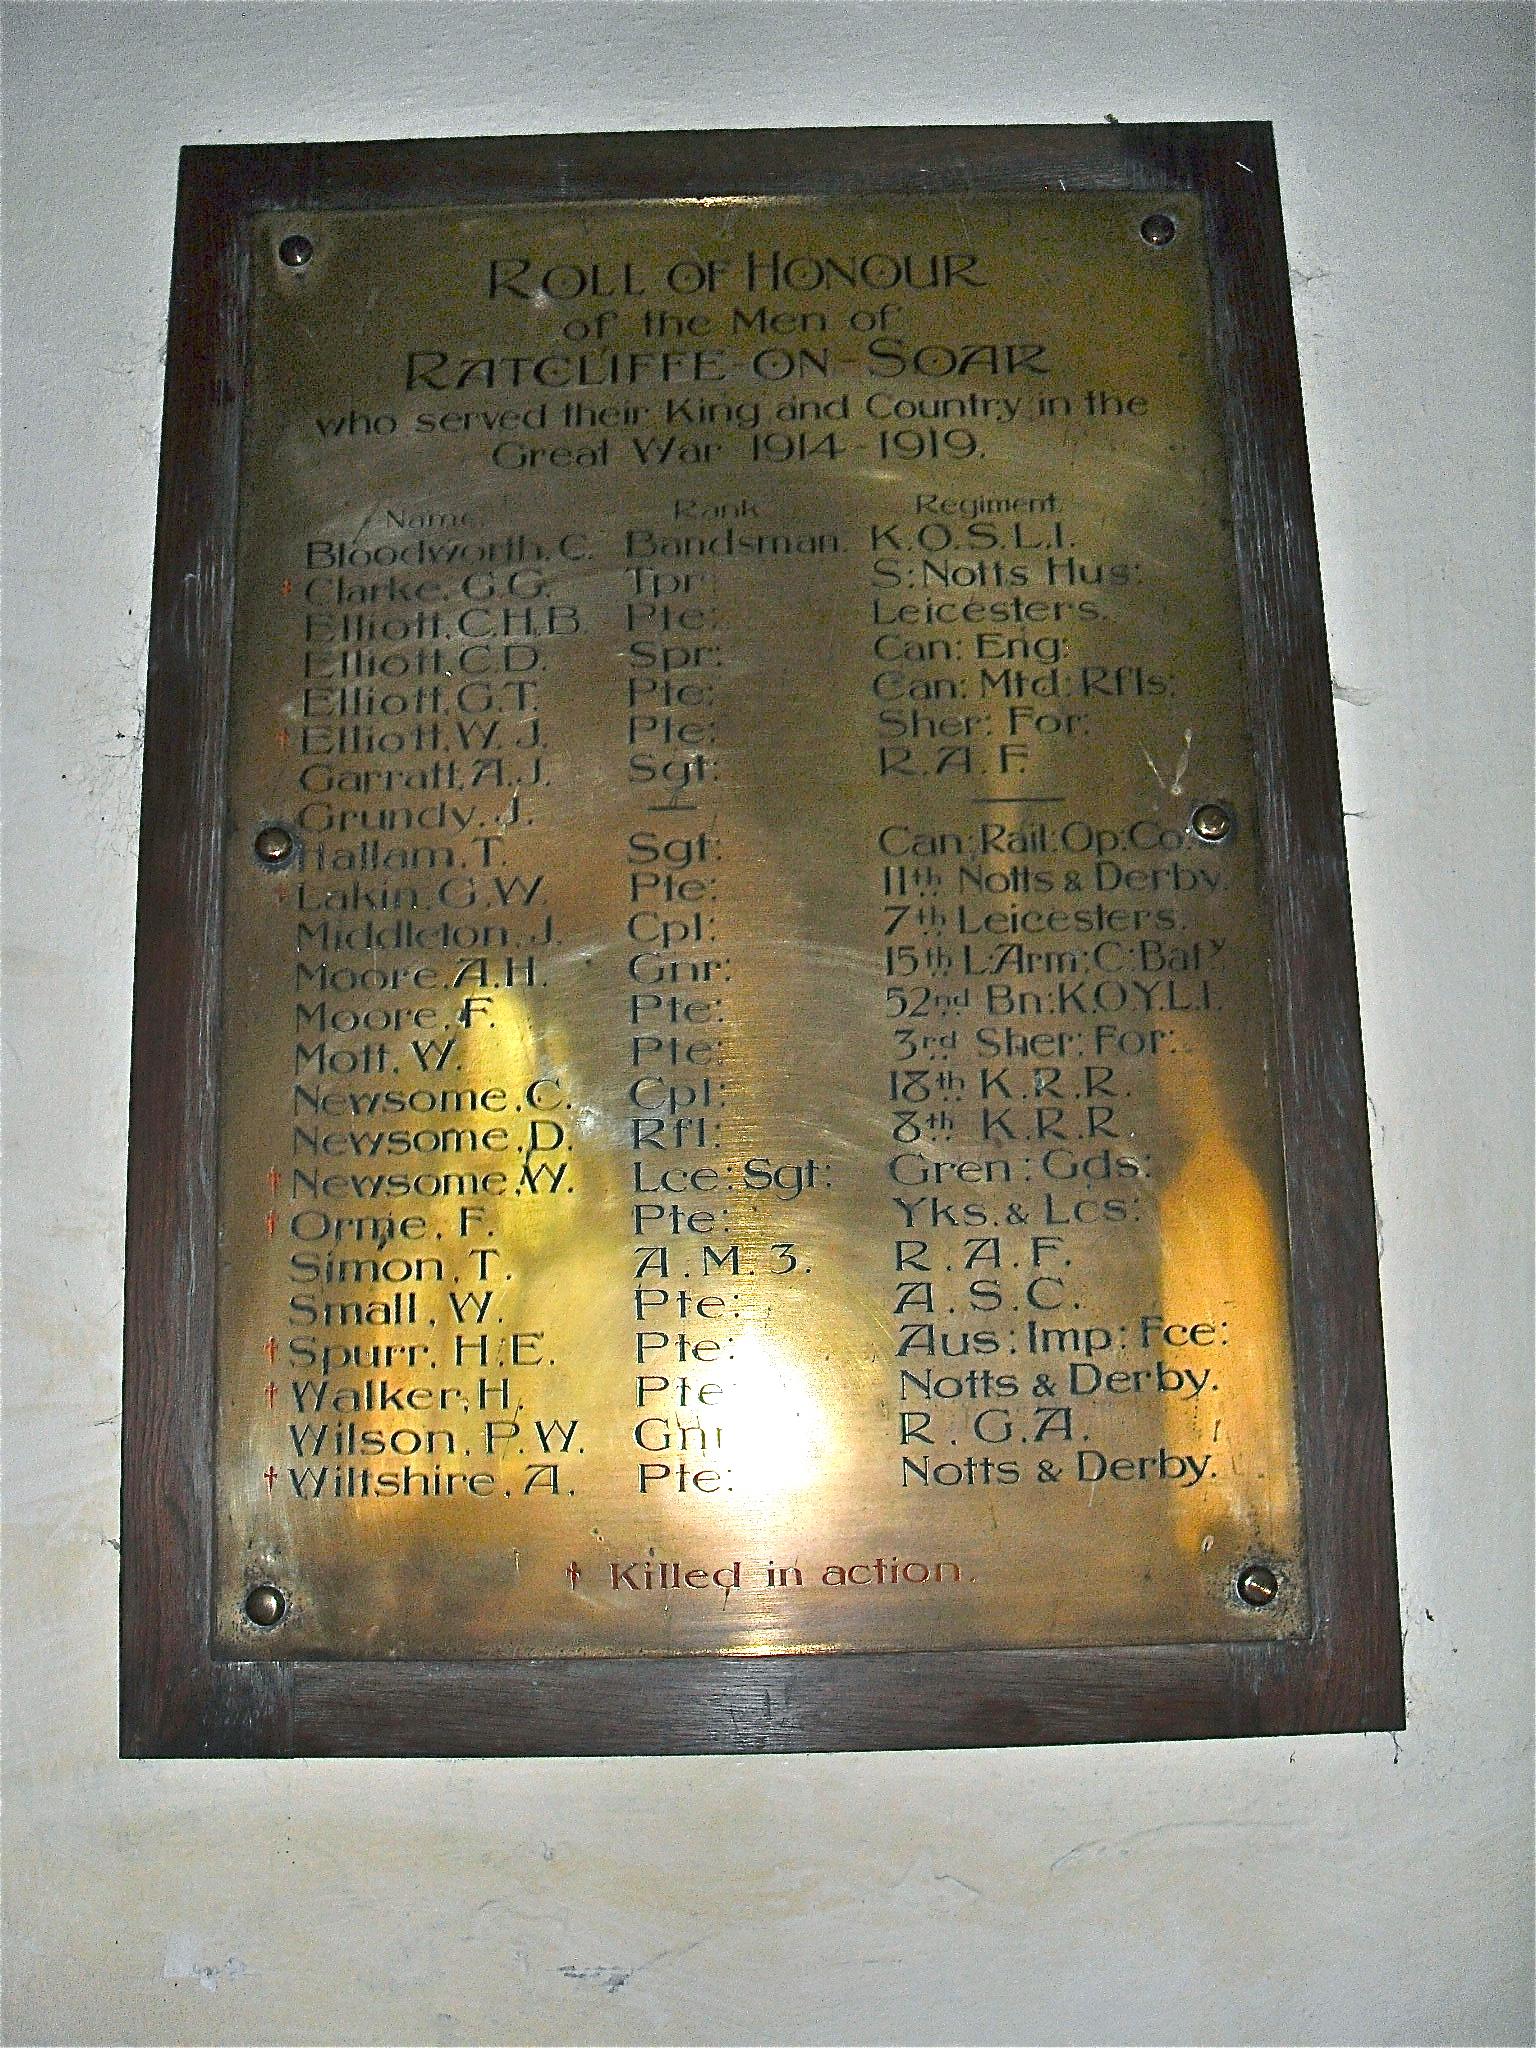 ROLL OF HONOUR
of the Men of
RATCLIFFE-ON-SOAR
who served their King and Country in the
Great War 1914-1919.
Name. Rank Regiment.
Bloodworth. C. Bandsman. K.O.S.L.I.
† Clarke. G.G. Tpr: S: Notts Hus:
Elliott. C.H.B. Pte: Leicesters.
Elliott. C.D. Spr: Can: Eng:
Elliott. G.T. Pte: Can: Mtd: Rfls:
† Elliott. W.J. Pte: Sher: For:
Garratt. A.J. Sgt: R.A.F.
Grundy. J. — —
Hallam. T. Sgt: Can: Rail: Op: Co:
† Lakin. G.W. Pte: 11th Notts & Derby.
Middleton. J. Cpl: 7th Leicesters.
Moore. A.H. Gnr: 15th L: Arm: C: Baty
Moore. F. Pte: 52nd Bn: K.O.Y.L.I.
Mott. W. Pte: 3rd Sher: For:
Newsome. C. Cpl: 18th K.R.R.
Newsome. D. Rfl: 8th K.R.R.
† Newsome. W. Lce: Sgt: Gren: Gds:
† Orme, F. Pte: Yks. & Lcs:
Simon, T. A.M.3. R.A.F.
Small, W. Pte: A.S.C.
† Spurr, H.E. Pte: Aus: Imp: Fce:
† Walker, H. Pte Notts & Derby.
Wilson, P.W. Gnr R.G.A.
† Wiltshire, A. Pte: Notts & Derby.
† Killed in action.